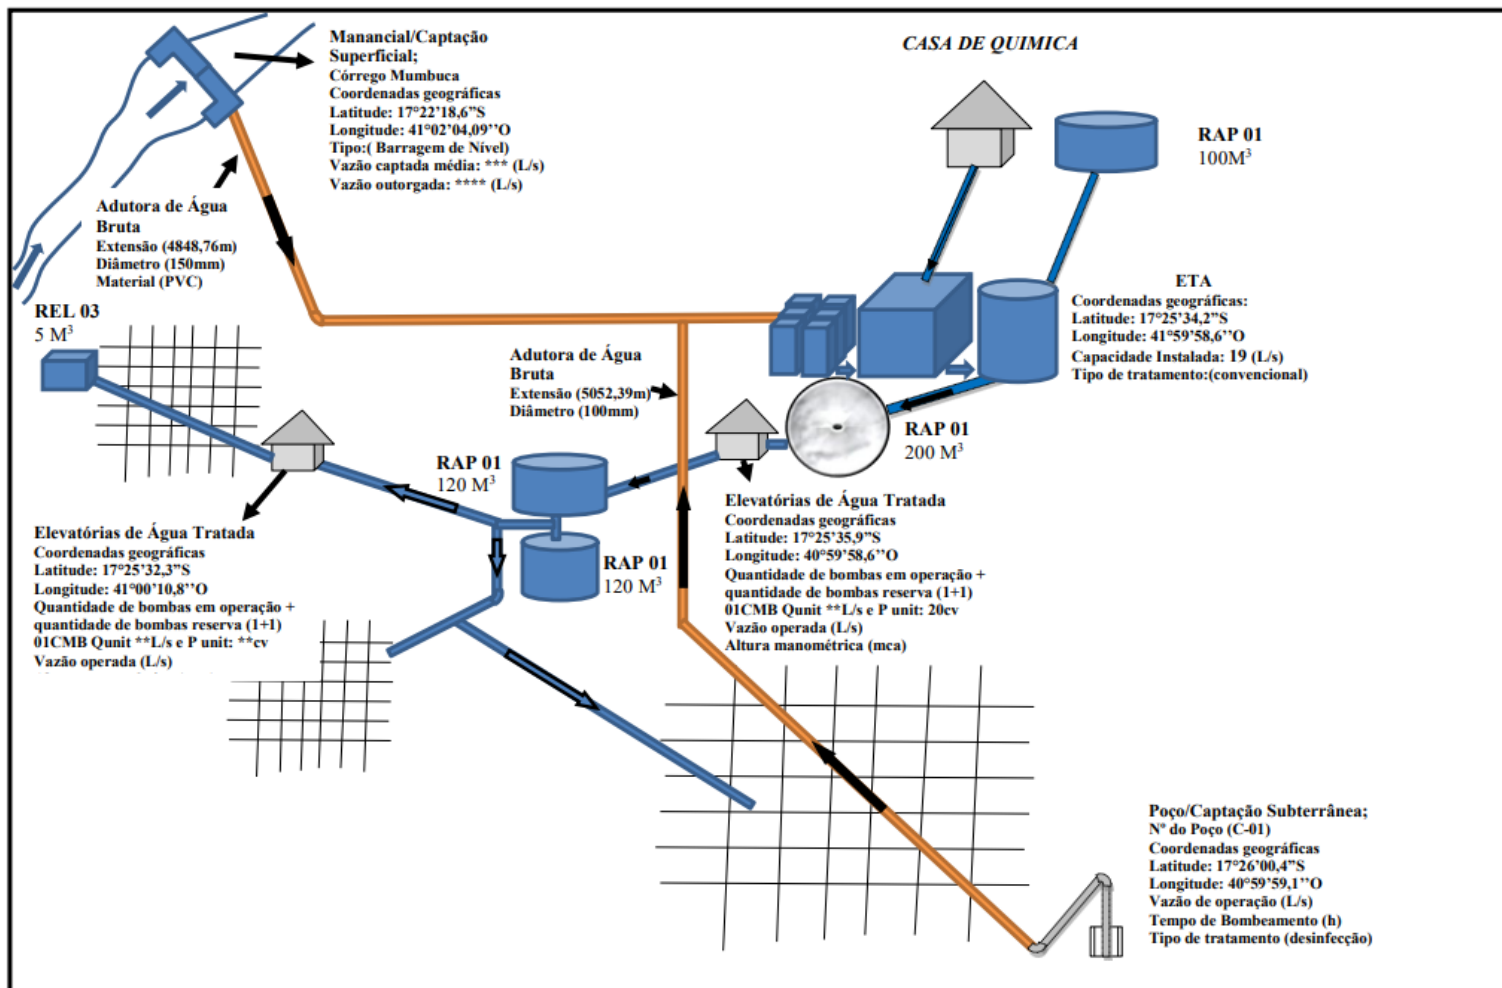 Manancial/Captação
Superficial;
Córrego Mumbuca
Coordenadas geográficas
Latitude: 17°22'18,6"S
Longitude: 41°02'04,09''O
Tipo:( Barragem de Nível)
Vazão captada média: *** (L/s)
Vazão outorgada: **** (L/s)
CASA DE QUIMICA
RAP 01
100M³
Adutora de Água
Bruta
Extensão (4848,76m)
Diâmetro (150mm)
Material (PVC)
REL 03
5 M³
ETA
Coordenadas geográficas:
Latitude: 17°25'34,2"S
Longitude: 41°59'58,6''O
Capacidade Instalada: 19 (L/s)
Tipo de tratamento:(convencional)
Adutora de Água
Bruta
Extensão (5052,39m)
Diâmetro (100mm)
RAP 01
200 M³
RAP 01
120 M³
RAP 01
120 M³
Elevatórias de Água Tratada
Coordenadas geográficas
Latitude: 17°25'35,9"S
Longitude: 40°59'58,6''O
Quantidade de bombas em operação +
quantidade de bombas reserva (1+1)
01CMB Qunit **L/s e P unit: 20cv
Vazão operada (L/s)
Altura manométrica (mca)
Elevatórias de Água Tratada
Coordenadas geográficas
Latitude: 17°25'32,3"S
Longitude: 41°00'10,8''O
Quantidade de bombas em operação +
quantidade de bombas reserva (1+1)
01CMB Qunit **L/s e P unit: **cv
Vazão operada (L/s)
Poço/Captação Subterrânea;
Nº do Poço (C-01)
Coordenadas geográficas
Latitude: 17°26'00,4"S
Longitude: 40°59'59,1''O
Vazão de operação (L/s)
Tempo de Bombeamento (h)
Tipo de tratamento (desinfecção)